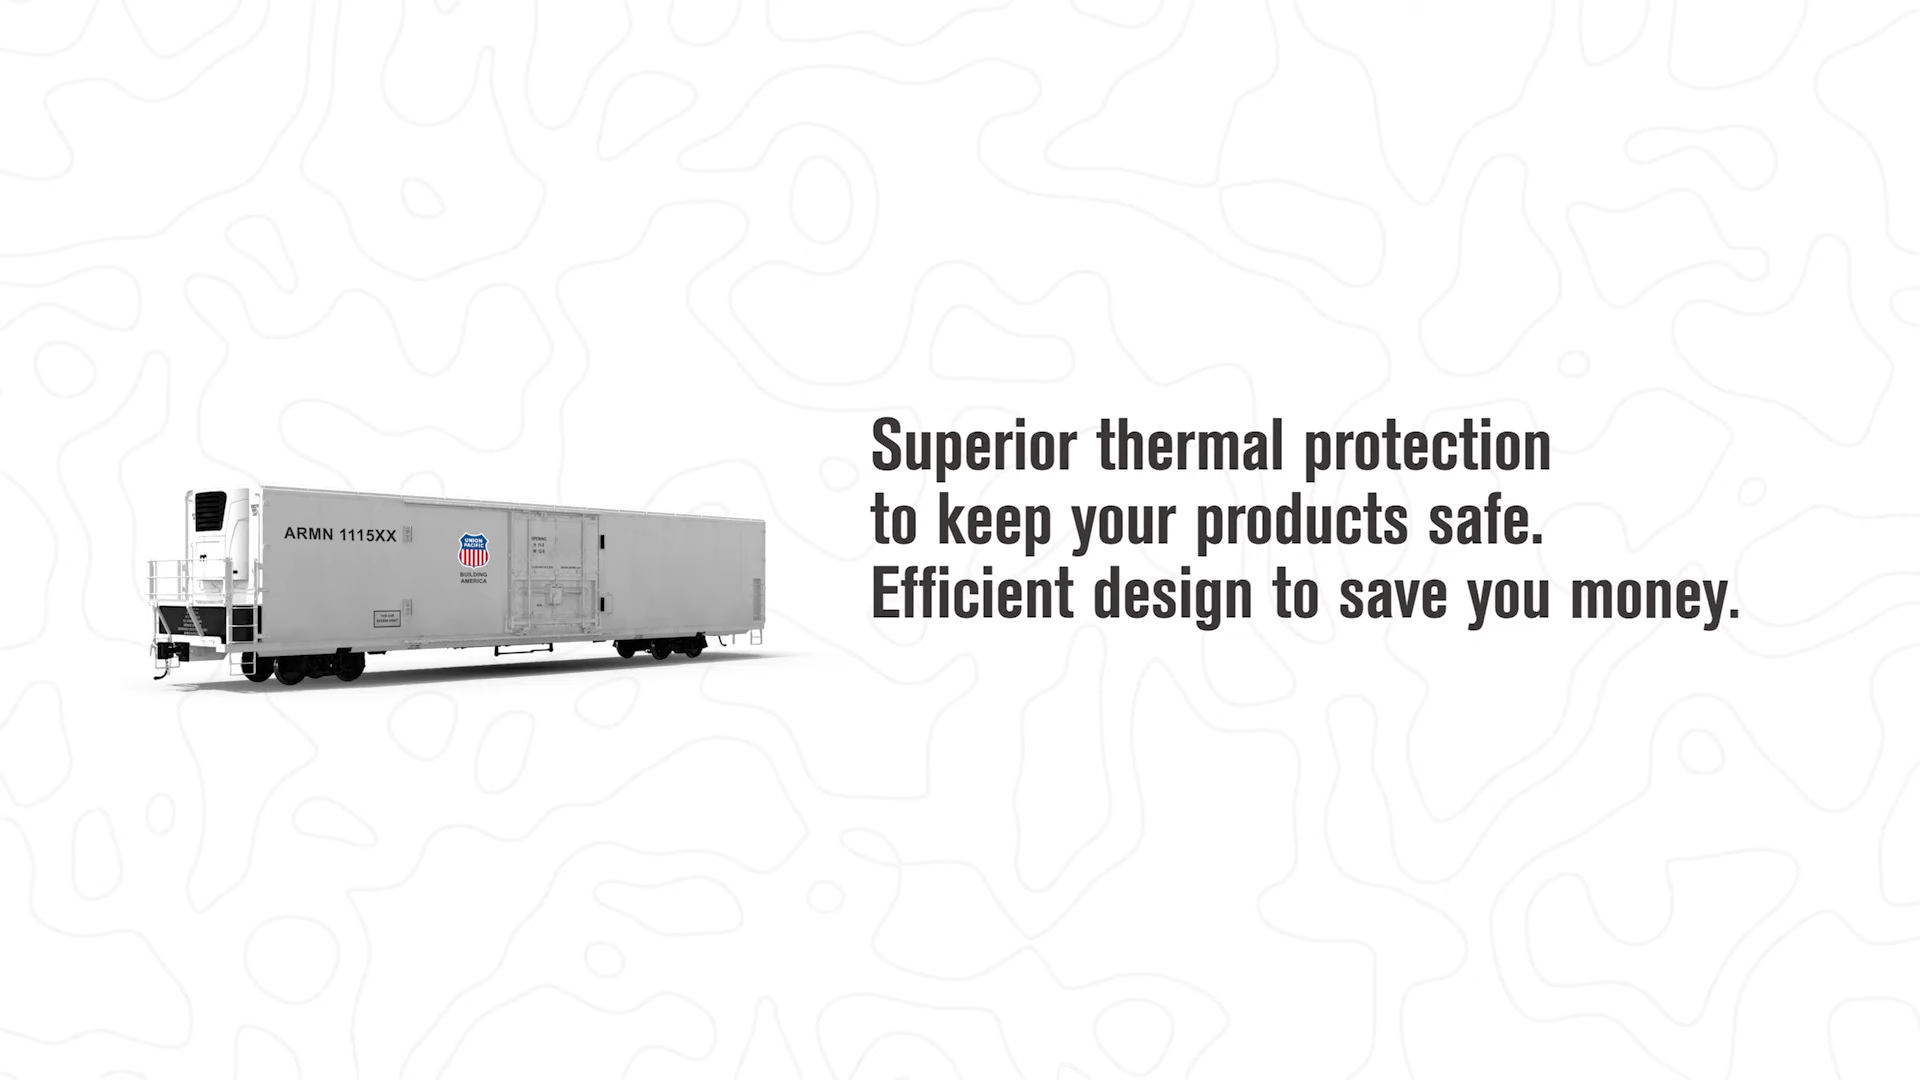 Superior thermal protection
to keep your products safe.
Efficient design to save you money.
ARMN 1115XX
UNION
PACIFIC
BUILDING
AMERICA